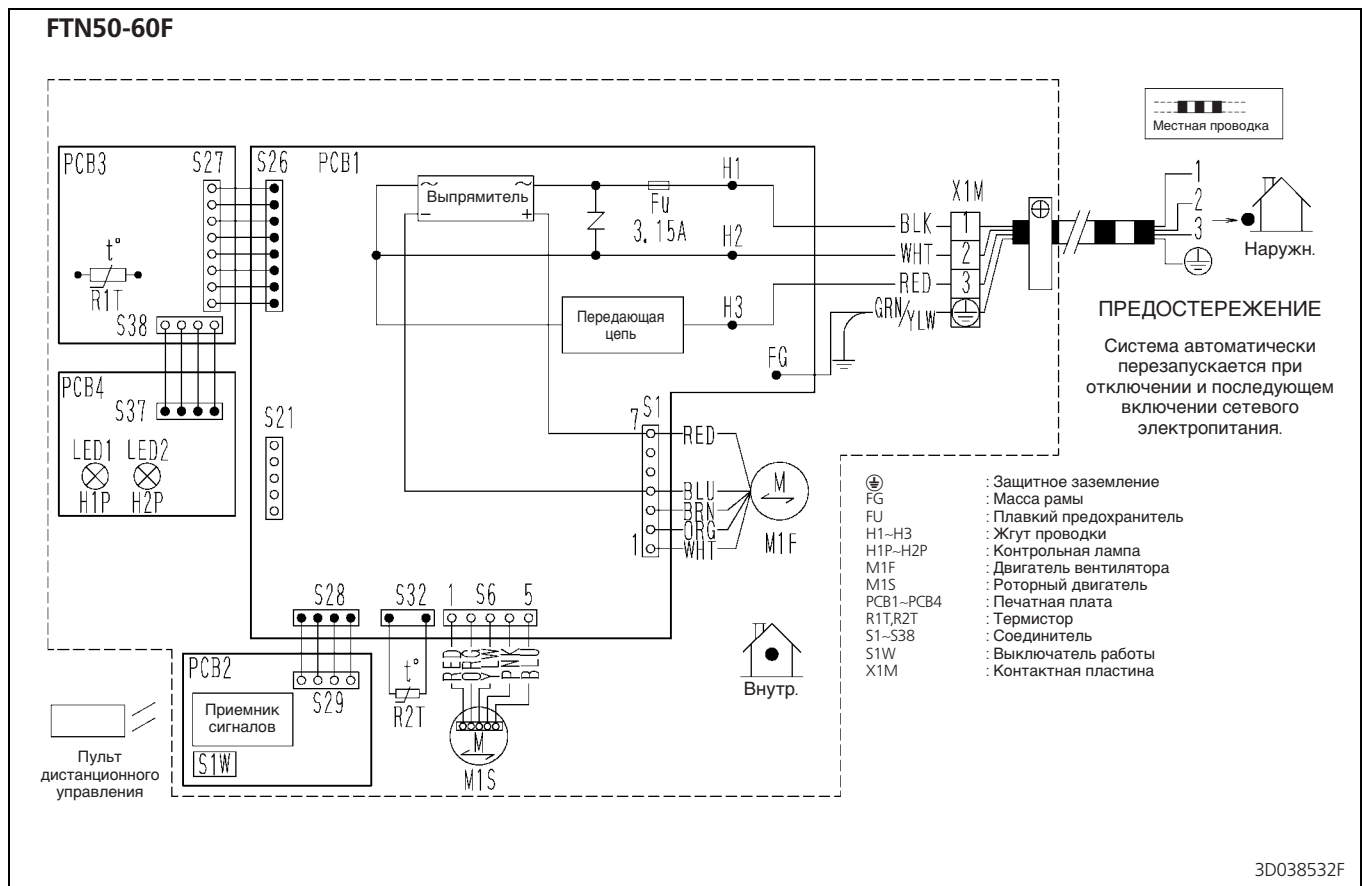 FTN50-60F
Местная проводка
PCB3
S27
S26
PCB1
Выпрямитель
~
~
−
+
Fu
3. 15A
H1
H2
H3
X1M
BLK
1
WHT
2
RED
3
GRN/YLW
1
2
3
Наружн.
t°
R1T
S38
Передающая
цепь
FG
ПРЕДОСТЕРЕЖЕНИЕ
Система автоматически
перезапускается при
отключении и последующем
включении сетевого
электропитания.
PCB4
S37
LED1
LED2
H1P
H2P
S21
S1
7
RED
BLU
BRN
ORG
1
WHT
M
M1F
FG : Защитное заземление
FG : Масса рамы
FU : Плавкий предохранитель
H1~H3 : Жгут проводки
H1P~H2P : Контрольная лампа
M1F : Двигатель вентилятора
M1S : Роторный двигатель
PCB1~PCB4 : Печатная плата
R1T,R2T : Термистор
S1~S38 : Соединитель
S1W : Выключатель работы
X1M : Контактная пластина
S28
S32
1
S6
5
RED
ORG
YLW
PNK
BLU
Внутр.
PCB2
S29
Приемник
сигналов
S1W
t°
R2T
M
M1S
Пульт
дистанционного
управления
3D038532F